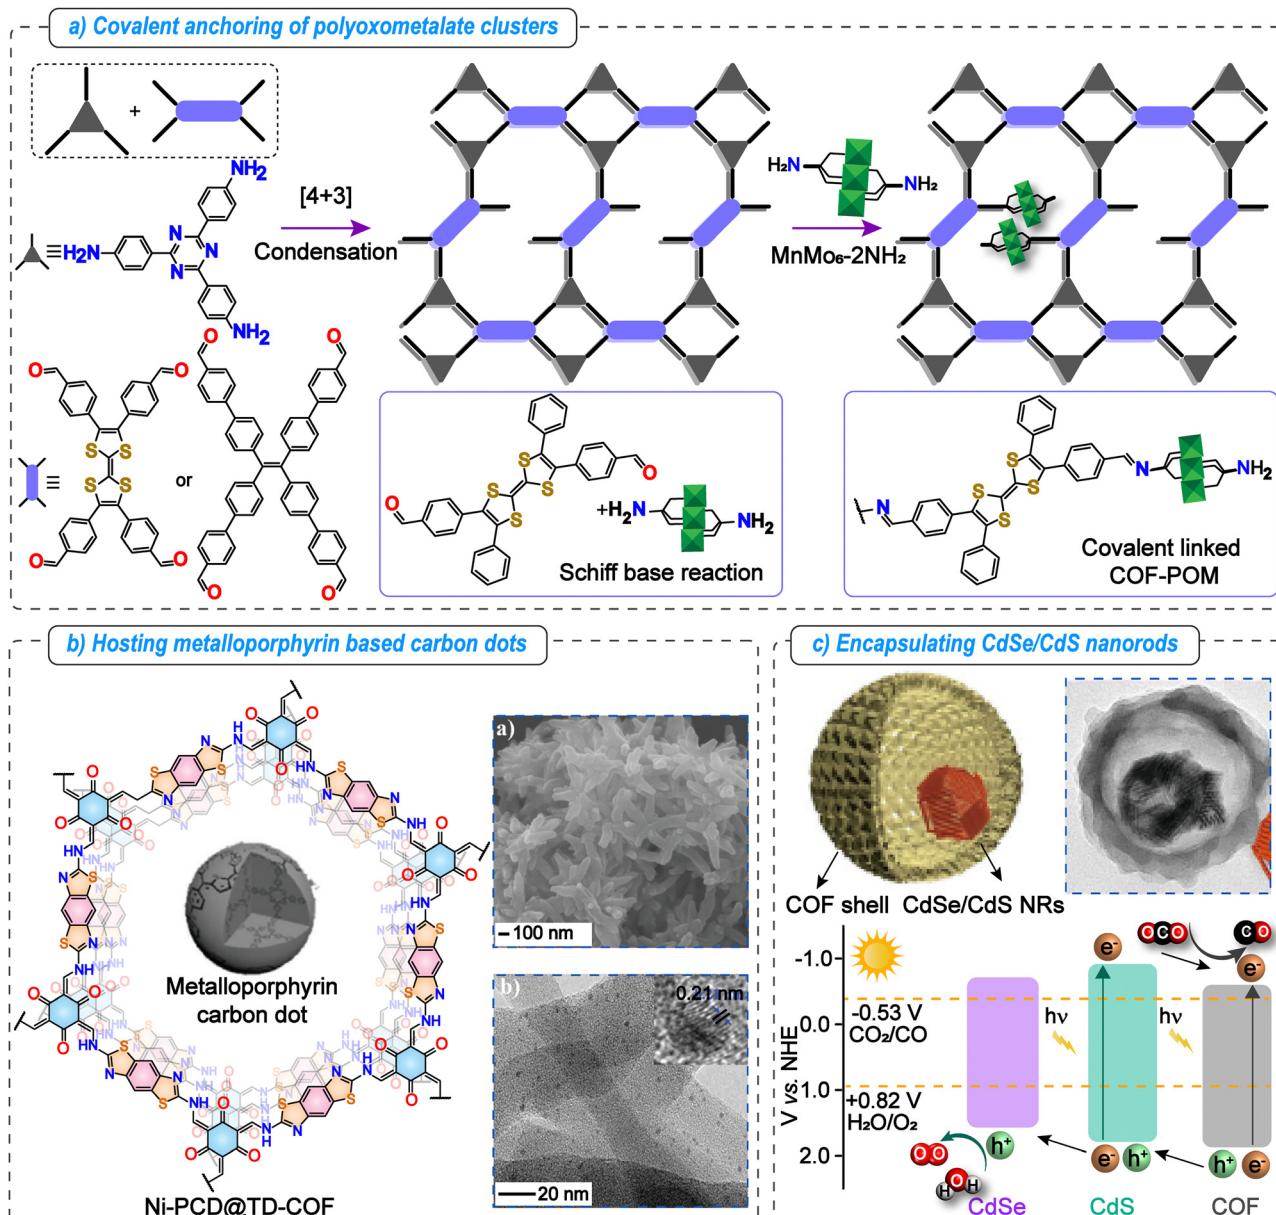 a) Covalent anchoring of polyoxometalate clusters
+
NH2
[4+3]
Condensation
H2N
N
N
N
NH2
H2N
NH2
MnMo6-2NH2
O
O
S
S
S
S
O
O
or
O
O
O
O
O
O
S
S
S
S
+H2N
NH2
Schiff base reaction
N
S
S
S
S
N
NH2
Covalent linked
COF-POM
b) Hosting metalloporphyrin based carbon dots
Metalloporphyrin
carbon dot
Ni-PCD@TD-COF
a)
100 nm
b)
0.21 nm
20 nm
c) Encapsulating CdSe/CdS nanorods
COF shell
CdSe/CdS NRs
V vs. NHE
-1.0
0.0
1.0
2.0
-0.53 V
CO2/CO
+0.82 V
H2O/O2
hν
hν
e-
OCO
CO
e-
OO
HOH
h+
e-
h+
h+
e-
CdSe
CdS
COF